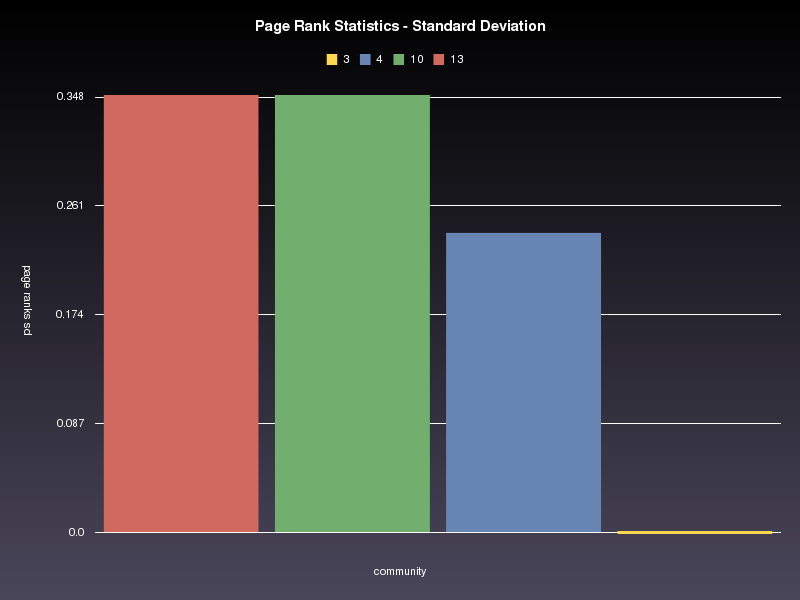 Page Rank Statistics - Standard Deviation
3 4 10 13
0.348
0.261
0.174
0.087
0.0
page ranks sd
community